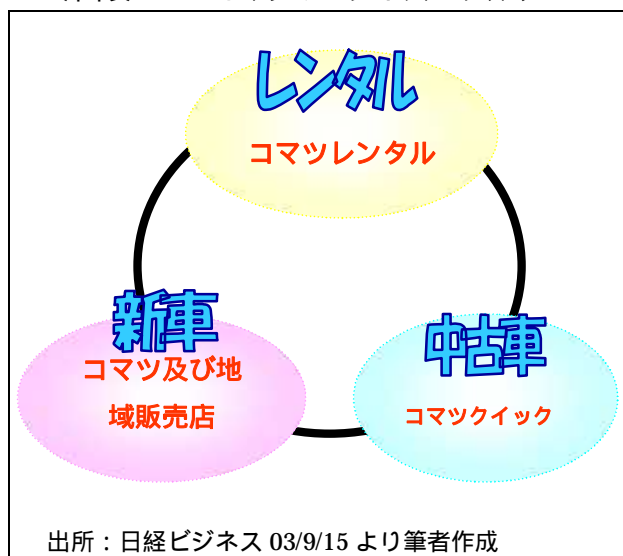 レンタル
コマツレンタル
新車
コマツ及び地
域販売店
中古車
コマツクイック
出所：日経ビジネス 03/9/15 より筆者作成